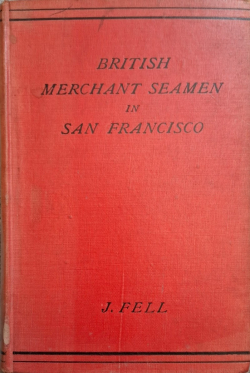 BRITISH
MERCHANT SEAMEN
IN
SAN FRANCISCO
J. FELL